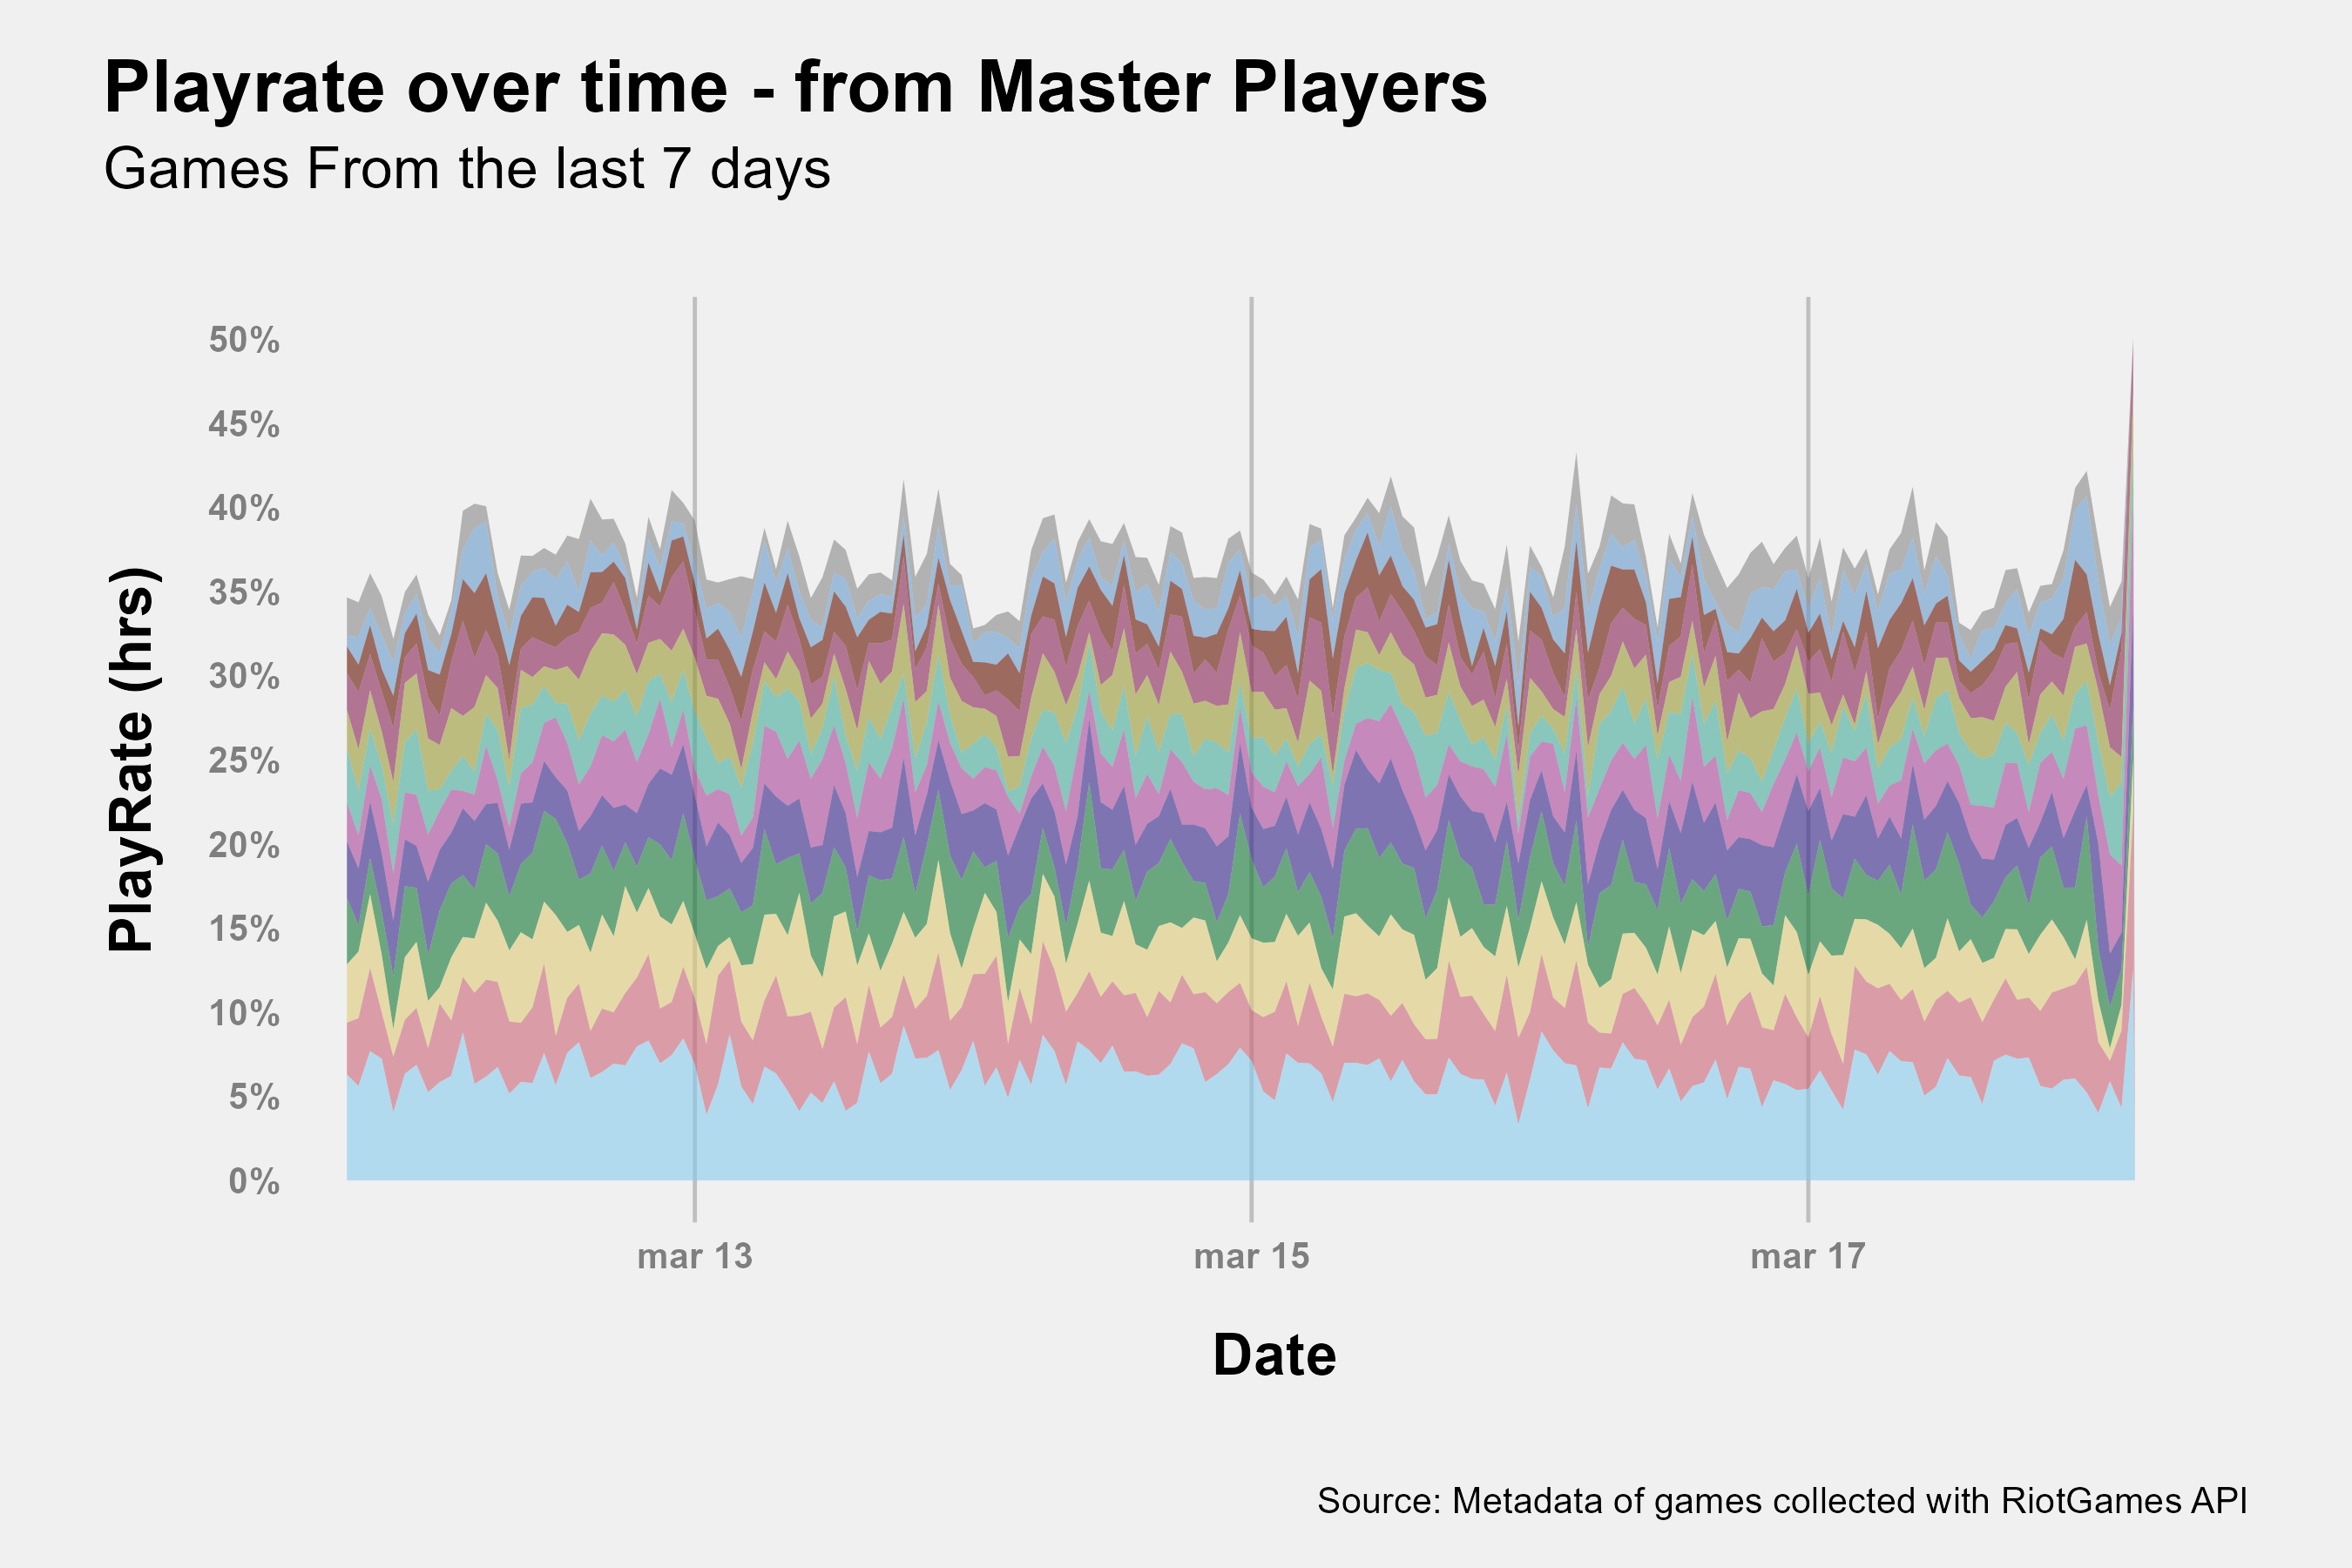 Playrate over time - from Master Players
Games From the last 7 days
PlayRate (hrs)
50%
45%
40%
35%
30%
25%
20%
15%
10%
5%
0%
mar 13
mar 15
mar 17
Date
Source: Metadata of games collected with RiotGames API